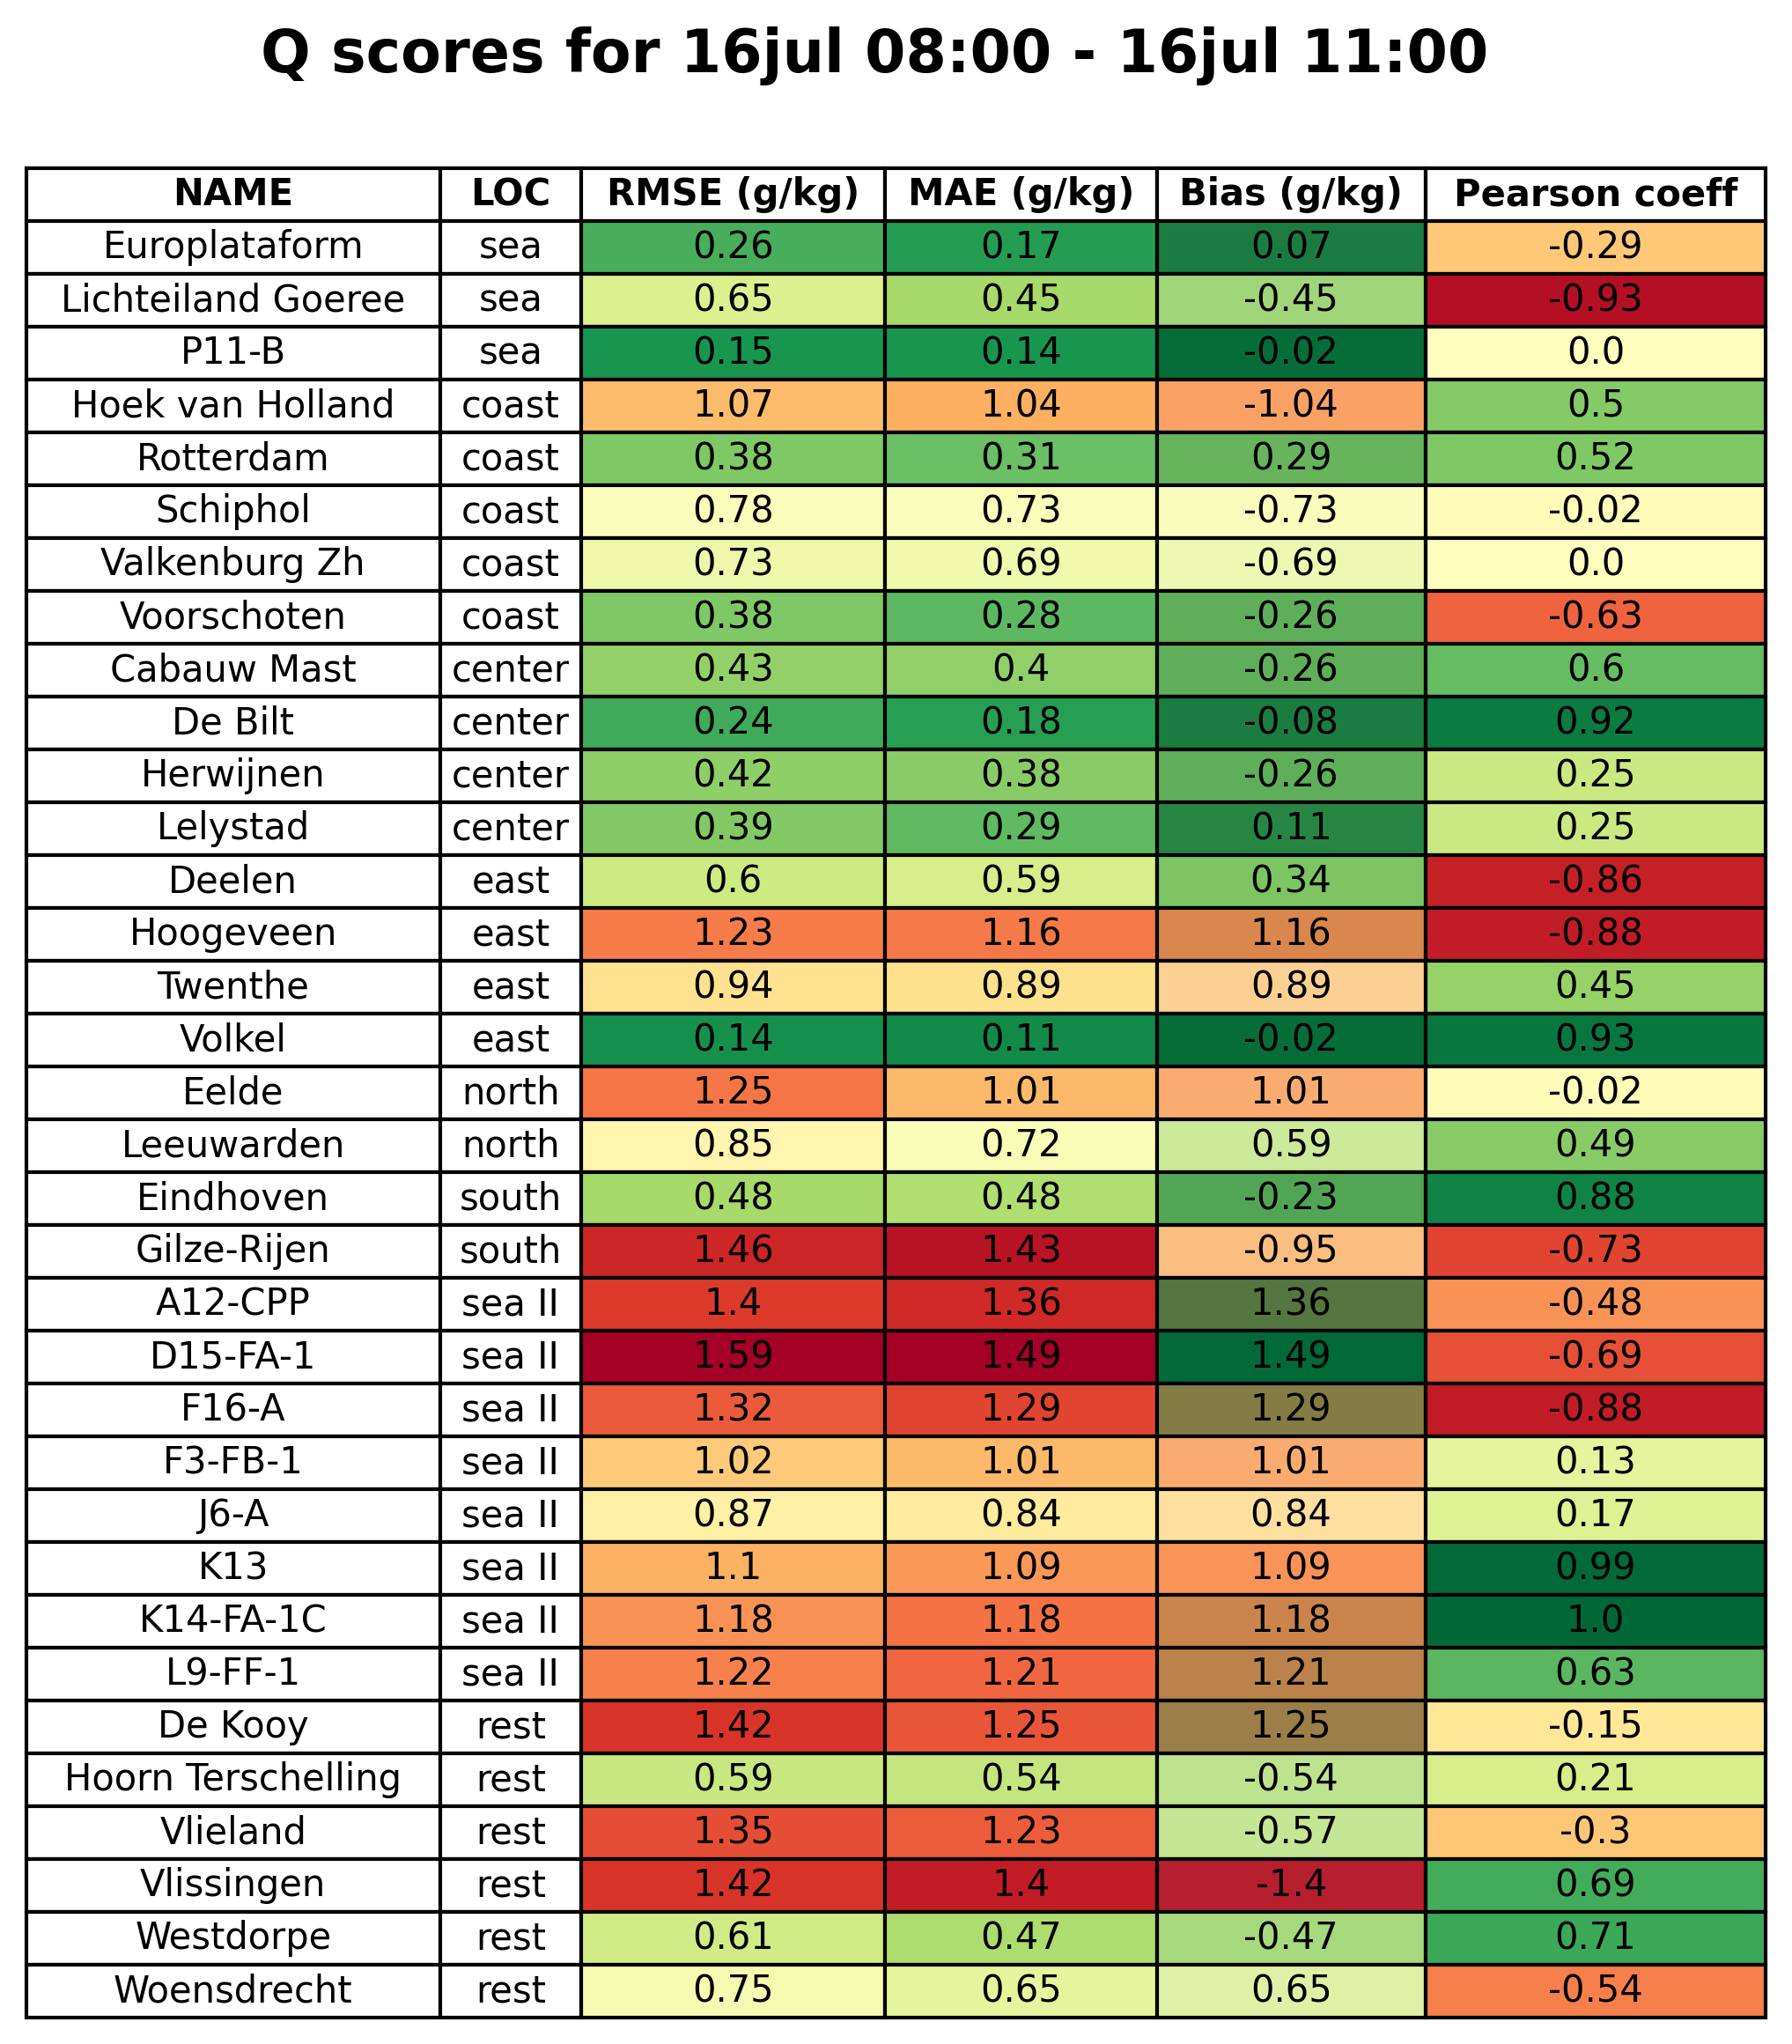 Q scores for 16jul 08:00 - 16jul 11:00
NAME LOC RMSE (g/kg) MAE (g/kg) Bias (g/kg) Pearson coeff
Europlataform sea 0.26 0.17 0.07 -0.29
Lichteiland Goeree sea 0.65 0.45 -0.45 -0.93
P11-B sea 0.15 0.14 -0.02 0.0
Hoek van Holland coast 1.07 1.04 -1.04 0.5
Rotterdam coast 0.38 0.31 0.29 0.52
Schiphol coast 0.78 0.73 -0.73 -0.02
Valkenburg Zh coast 0.73 0.69 -0.69 0.0
Voorschoten coast 0.38 0.28 -0.26 -0.63
Cabauw Mast center 0.43 0.4 -0.26 0.6
De Bilt center 0.24 0.18 -0.08 0.92
Herwijnen center 0.42 0.38 -0.26 0.25
Lelystad center 0.39 0.29 0.11 0.25
Deelen east 0.6 0.59 0.34 -0.86
Hoogeveen east 1.23 1.16 1.16 -0.88
Twenthe east 0.94 0.89 0.89 0.45
Volkel east 0.14 0.11 -0.02 0.93
Eelde north 1.25 1.01 1.01 -0.02
Leeuwarden north 0.85 0.72 0.59 0.49
Eindhoven south 0.48 0.48 -0.23 0.88
Gilze-Rijen south 1.46 1.43 -0.95 -0.73
A12-CPP sea II 1.4 1.36 1.36 -0.48
D15-FA-1 sea II 1.59 1.49 1.49 -0.69
F16-A sea II 1.32 1.29 1.29 -0.88
F3-FB-1 sea II 1.02 1.01 1.01 0.13
J6-A sea II 0.87 0.84 0.84 0.17
K13 sea II 1.1 1.09 1.09 0.99
K14-FA-1C sea II 1.18 1.18 1.18 1.0
L9-FF-1 sea II 1.22 1.21 1.21 0.63
De Kooy rest 1.42 1.25 1.25 -0.15
Hoorn Terschelling rest 0.59 0.54 -0.54 0.21
Vlieland rest 1.35 1.23 -0.57 -0.3
Vlissingen rest 1.42 1.4 -1.4 0.69
Westdorpe rest 0.61 0.47 -0.47 0.71
Woensdrecht rest 0.75 0.65 0.65 -0.54